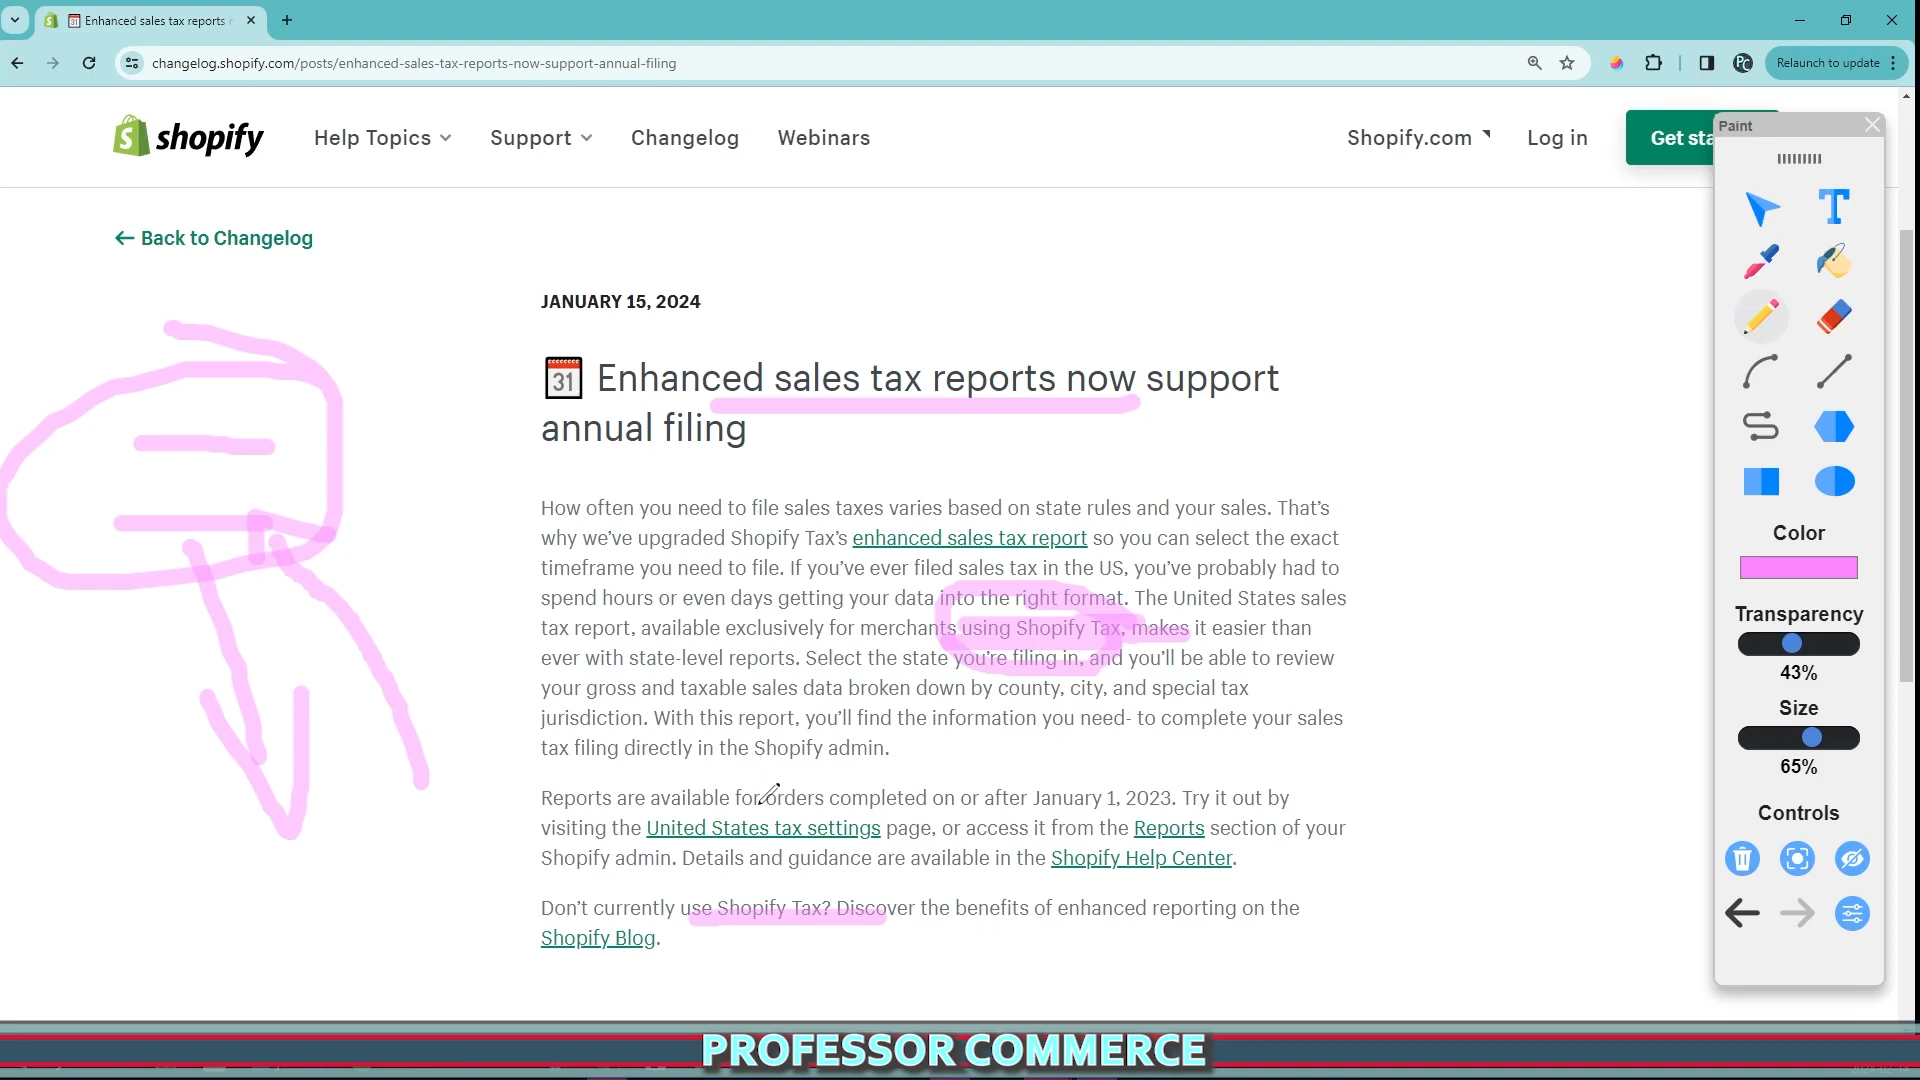 Enhanced sales tax reports
changelog.shopify.com/posts/enhanced-sales-tax-reports-now-support-annual-filing
PC
Relaunch to update
shopify
Help Topics
Support
Changelog
Webinars
Shopify.com
Log in
Get sta
← Back to Changelog
JANUARY 15, 2024
31 Enhanced sales tax reports now support
annual filing
How often you need to file sales taxes varies based on state rules and your sales. That’s
why we’ve upgraded Shopify Tax’s enhanced sales tax report so you can select the exact
timeframe you need to file. If you’ve ever filed sales tax in the US, you’ve probably had to
spend hours or even days getting your data into the right format. The United States sales
tax report, available exclusively for merchants using Shopify Tax, makes it easier than
ever with state-level reports. Select the state you’re filing in, and you’ll be able to review
your gross and taxable sales data broken down by county, city, and special tax
jurisdiction. With this report, you’ll find the information you need- to complete your sales
tax filing directly in the Shopify admin.
Reports are available for orders completed on or after January 1, 2023. Try it out by
visiting the United States tax settings page, or access it from the Reports section of your
Shopify admin. Details and guidance are available in the Shopify Help Center.
Don’t currently use Shopify Tax? Discover the benefits of enhanced reporting on the
Shopify Blog.
Paint
T
Color
Transparency
43%
Size
65%
Controls
PROFESSOR COMMERCE